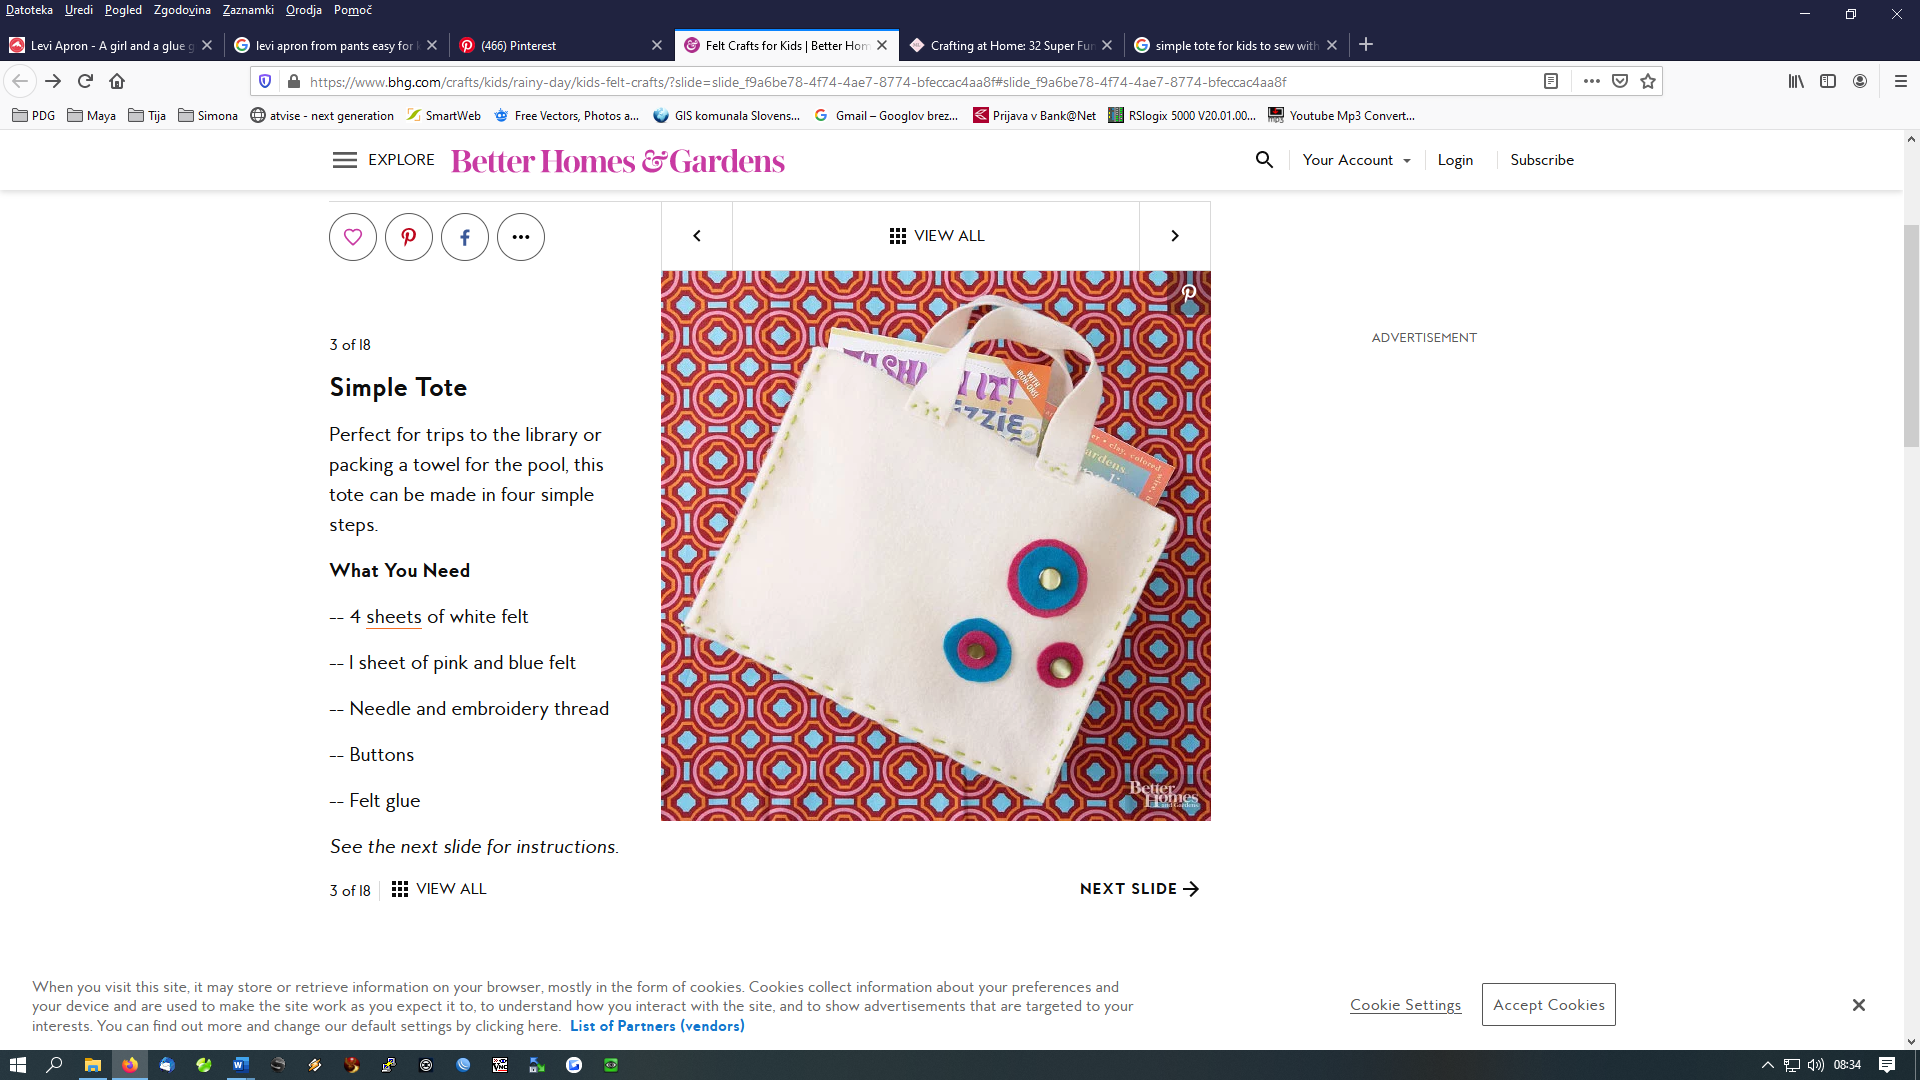 Datoteka Uredi Pogled Zgodovina Zaznamki Orodja Pomoč
Levi Apron - A girl and a glue g
levi apron from pants easy for k
(466) Pinterest
Felt Crafts for Kids | Better Hom
Crafting at Home: 32 Super Fun
simple tote for kids to sew with
https://www.bhg.com/crafts/kids/rainy-day/kids-felt-crafts/?slide=slide_f9a6be78-4f74-4ae7-8774-bfeccac4aa8f#slide_f9a6be78-4f74-4ae7-8774-bfeccac4aa8f
PDG Maya Tija Simona atvise - next generation SmartWeb Free Vectors, Photos a... GIS komunala Slovens... Gmail – Googlov brez... Prijava v Bank@Net RSlogix 5000 V20.01.00... Youtube Mp3 Convert...
EXPLORE Better Homes & Gardens Your Account Login Subscribe
VIEW ALL
ADVERTISEMENT
3 of 18
Simple Tote
Perfect for trips to the library or
packing a towel for the pool, this
tote can be made in four simple
steps.
What You Need
-- 4 sheets of white felt
-- 1 sheet of pink and blue felt
-- Needle and embroidery thread
-- Buttons
-- Felt glue
See the next slide for instructions.
WITH
IRON-ONS!
IT!
Better
Homes
and Gardens
3 of 18 VIEW ALL NEXT SLIDE
When you visit this site, it may store or retrieve information on your browser, mostly in the form of cookies. Cookies collect information about your preferences and
your device and are used to make the site work as you expect it to, to understand how you interact with the site, and to show advertisements that are targeted to your
interests. You can find out more and change our default settings by clicking here. List of Partners (vendors)
Cookie Settings Accept Cookies
08:34